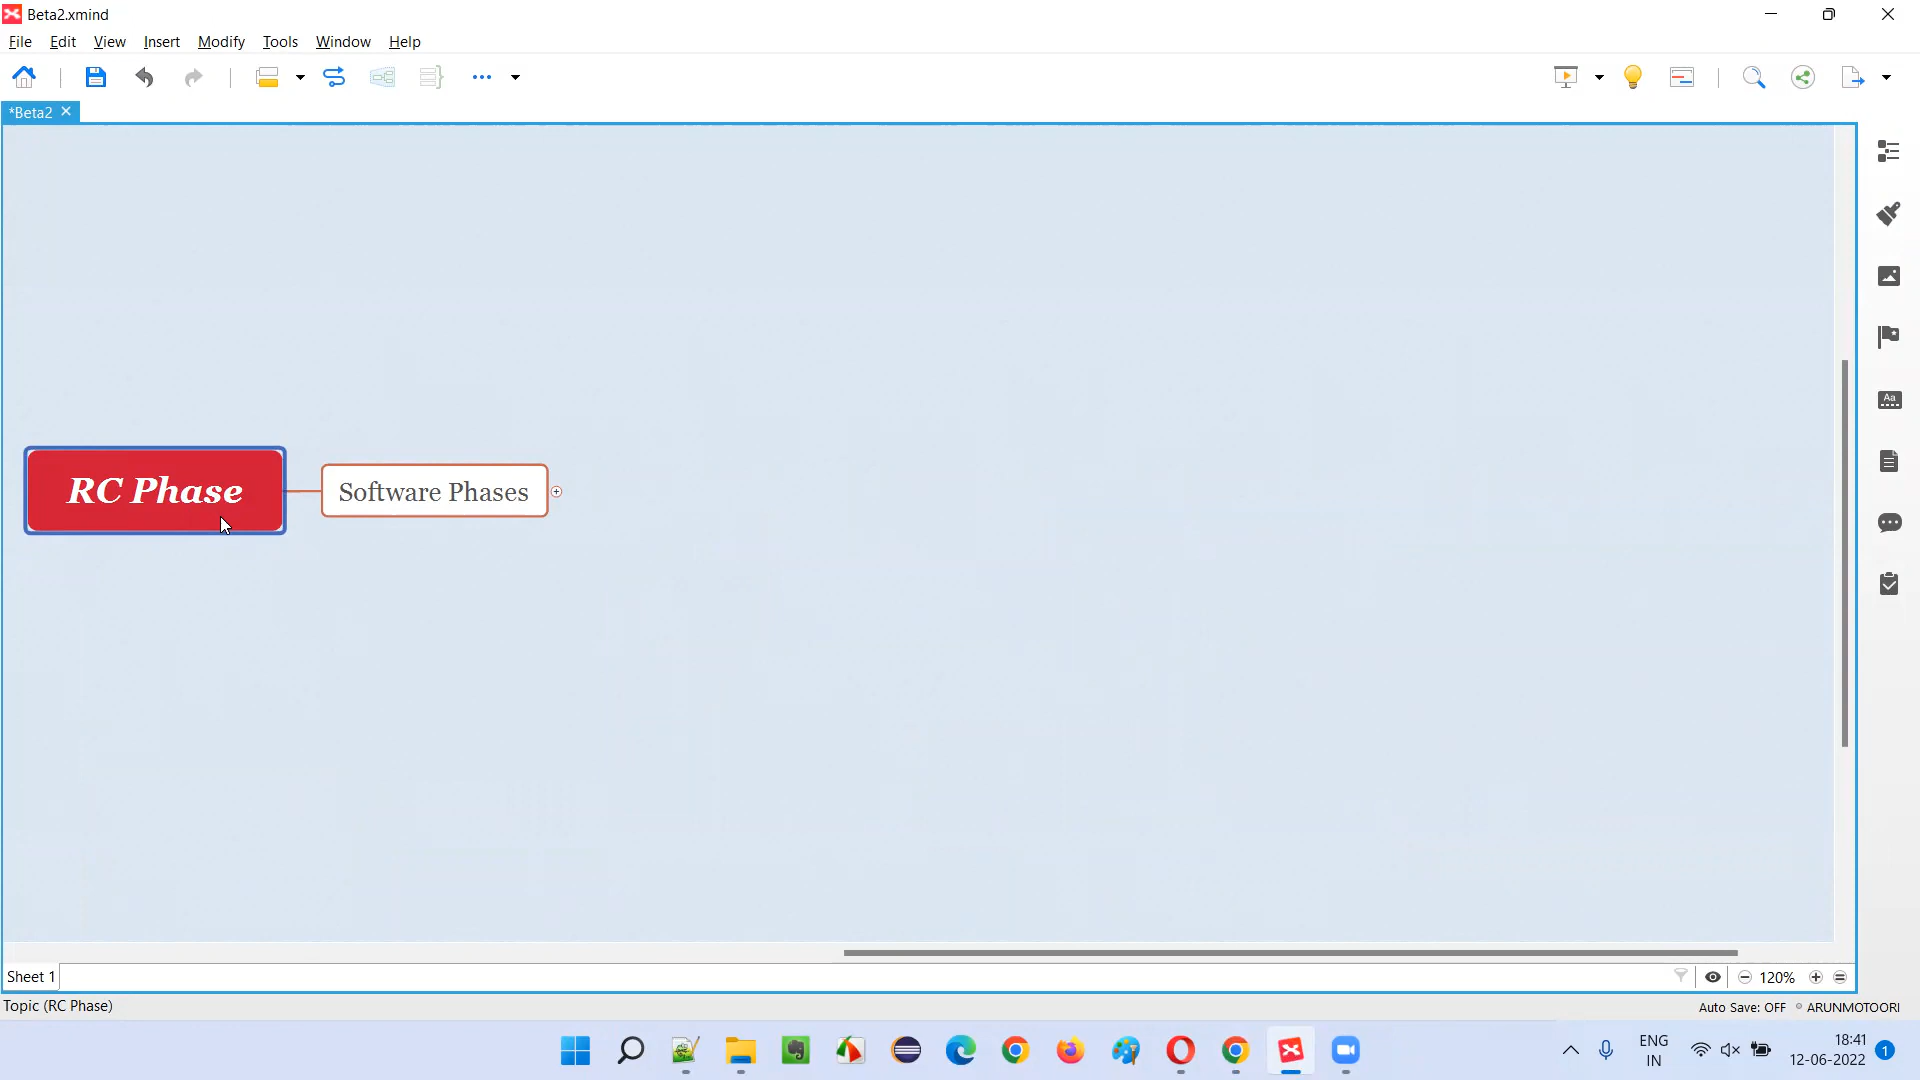 Beta2.xmind
File Edit View Insert Modify Tools Window Help
*Beta2
RC Phase
Software Phases
Aa
Sheet 1
120%
Topic (RC Phase)
Auto Save: OFF
ARUNMOTOORI
ENG
IN
18:41
12-06-2022
1